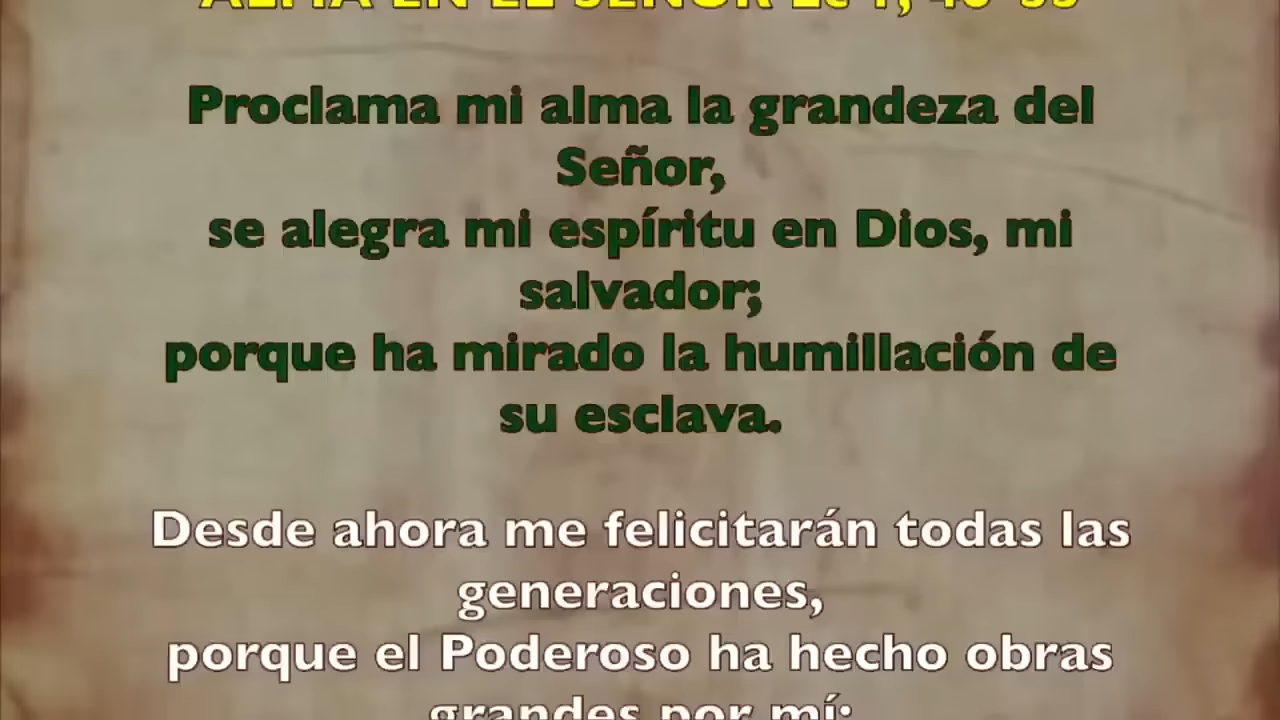 ALMA EN EL SEÑOR Lc 1, 46-55
Proclama mi alma la grandeza del
Señor,
se alegra mi espíritu en Dios, mi
salvador;
porque ha mirado la humillación de
su esclava.
Desde ahora me felicitarán todas las
generaciones,
porque el Poderoso ha hecho obras
grandes por mí: